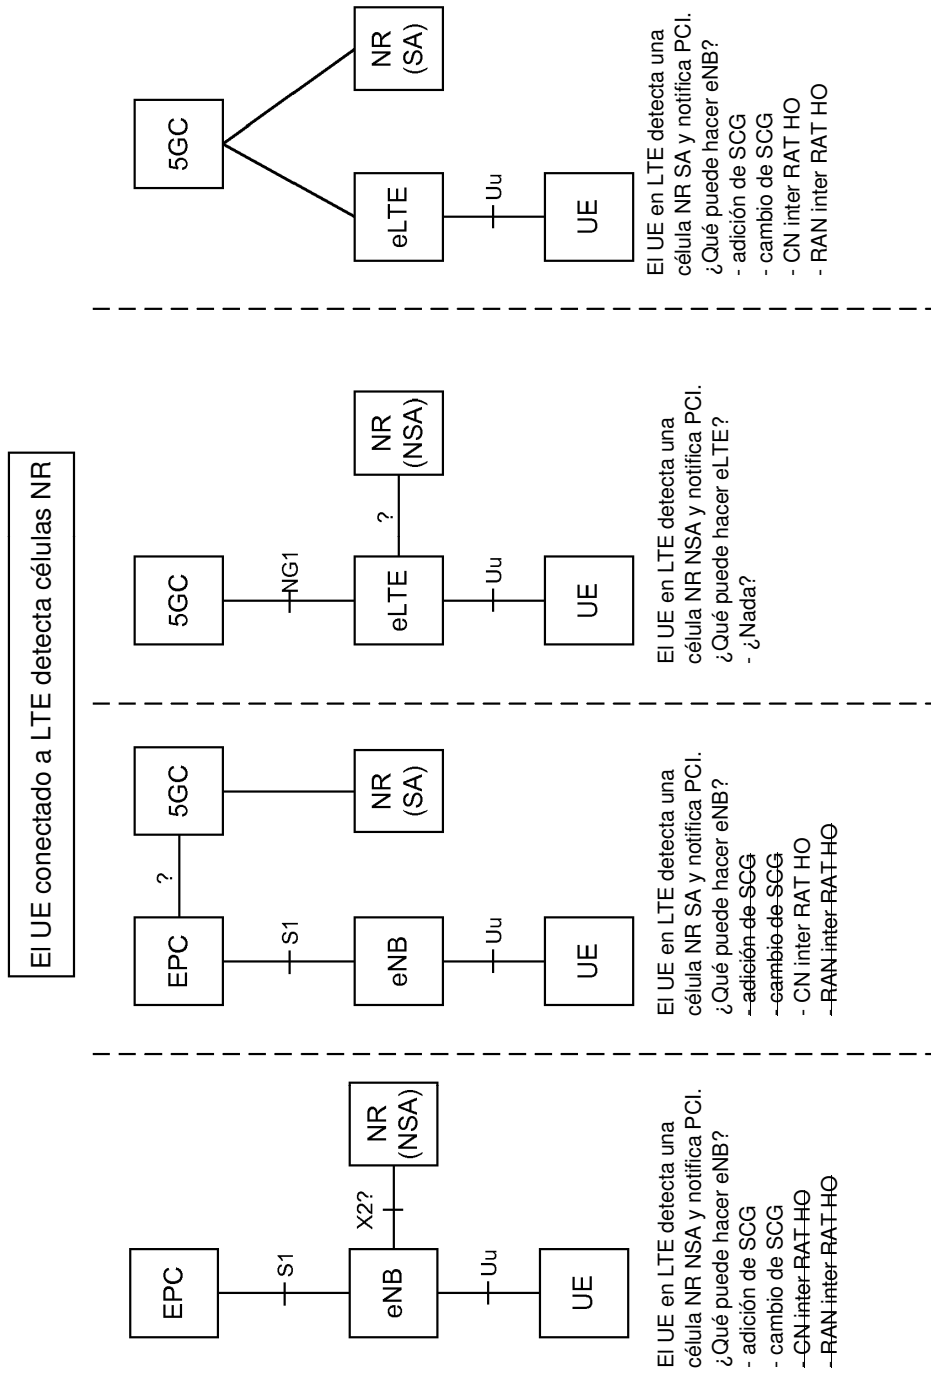 El UE conectado a LTE detecta células NR
EPC
S1
eNB
X2?
NR
(NSA)
Uu
UE
El UE en LTE detecta una
célula NR NSA y notifica PCI.
¿Qué puede hacer eNB?
- adición de SCG
- cambio de SCG
- CN inter RAT HO
- RAN inter RAT HO
EPC
?
5GC
S1
eNB
NR
(SA)
Uu
UE
El UE en LTE detecta una
célula NR SA y notifica PCI.
¿Qué puede hacer eNB?
- adición de SCG
- cambio de SCG
- CN inter RAT HO
- RAN inter RAT HO
5GC
NG1
eLTE
?
NR
(NSA)
Uu
UE
El UE en LTE detecta una
célula NR NSA y notifica PCI.
¿Qué puede hacer eLTE?
- ¿Nada?
5GC
eLTE
NR
(SA)
Uu
UE
El UE en LTE detecta una
célula NR SA y notifica PCI.
¿Qué puede hacer eNB?
- adición de SCG
- cambio de SCG
- CN inter RAT HO
- RAN inter RAT HO